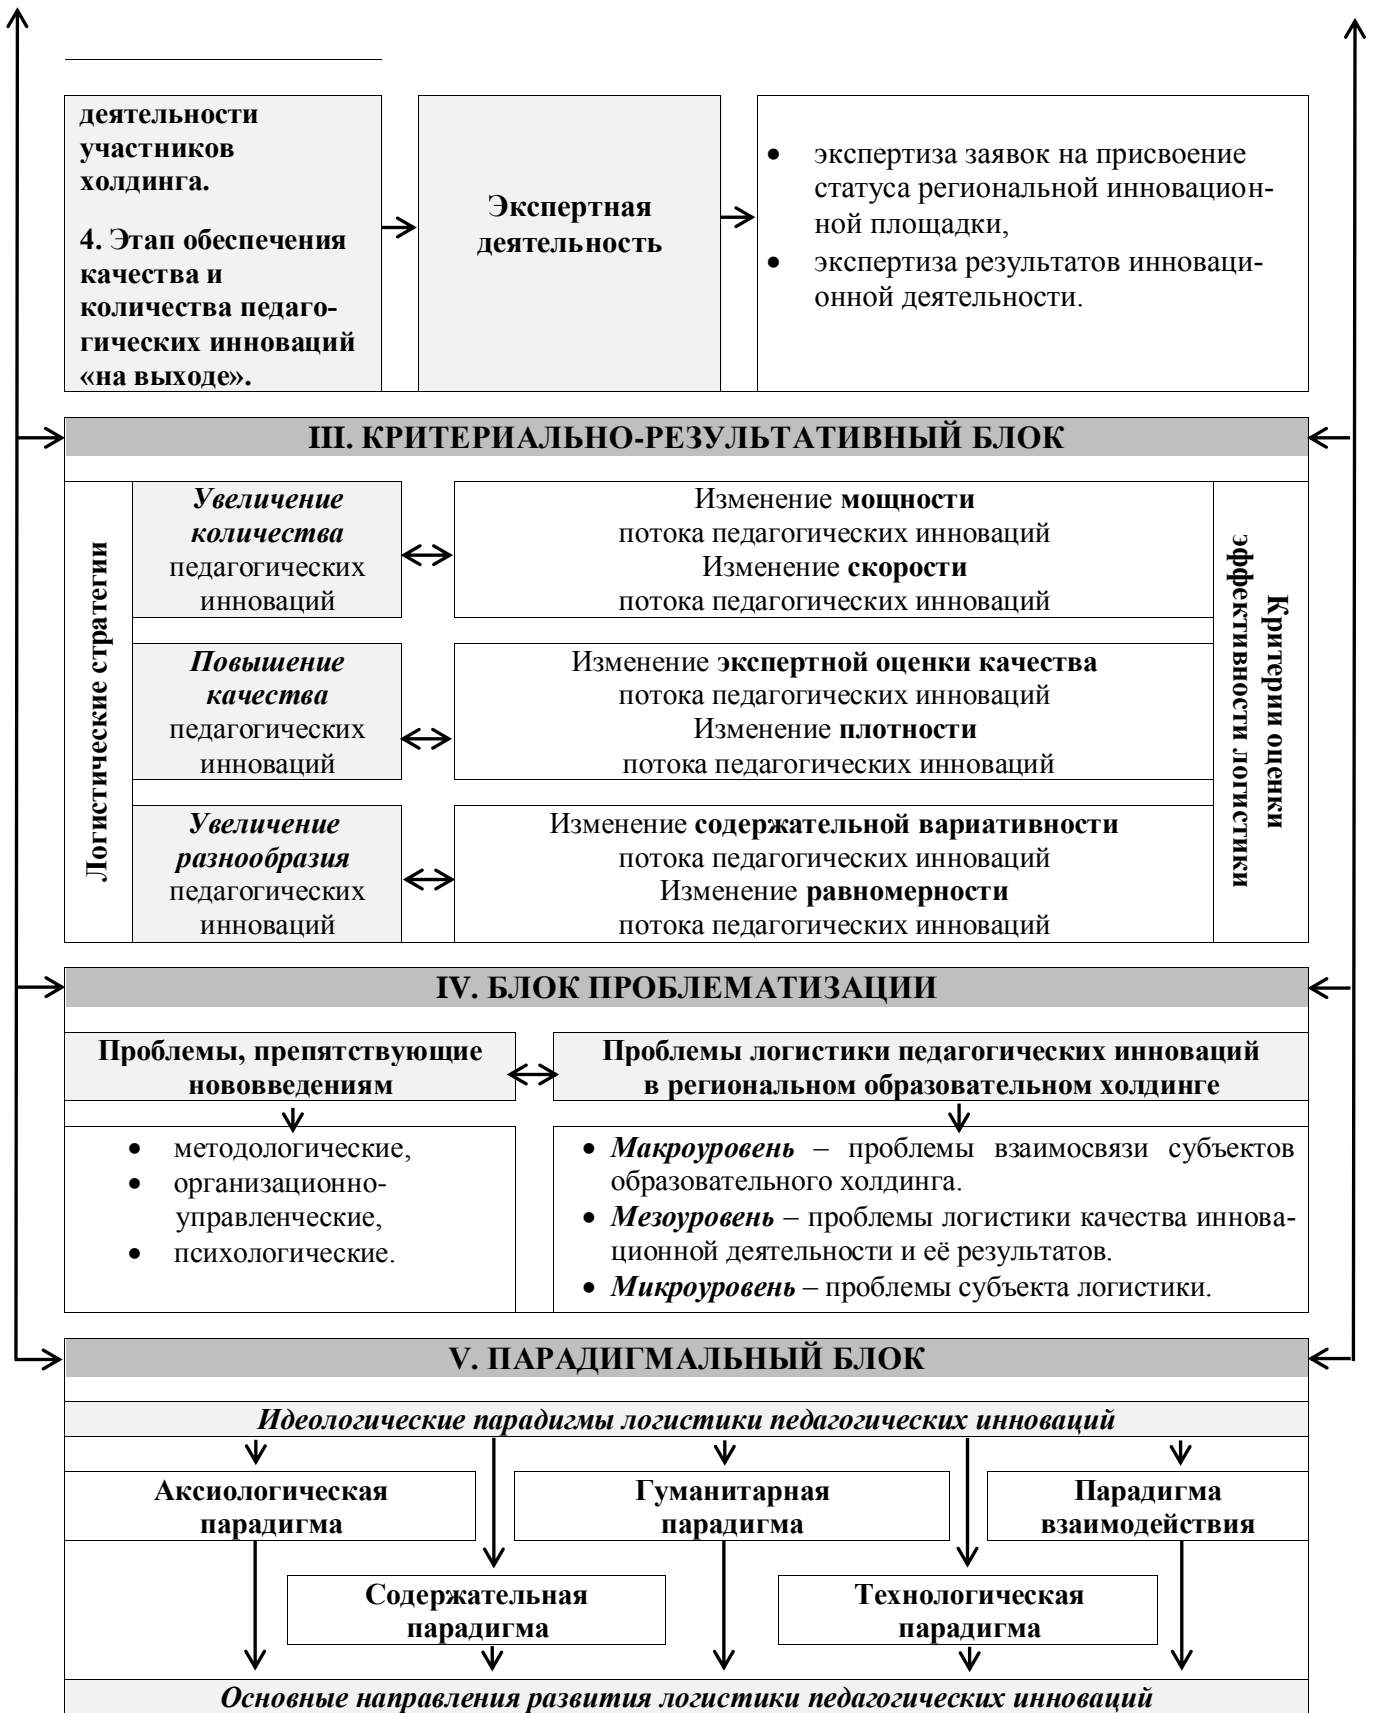 деятельности
участников
холдинга.
4. Этап обеспечения
качества и
количества педаго-
гических инноваций
«на выходе».
Экспертная
деятельность
• экспертиза заявок на присвоение
статуса региональной инновацион-
ной площадки,
• экспертиза результатов инноваци-
онной деятельности.
III. КРИТЕРИАЛЬНО-РЕЗУЛЬТАТИВНЫЙ БЛОК
Логистические стратегии
Увеличение
количества
педагогических
инноваций
Изменение мощности
потока педагогических инноваций
Изменение скорости
потока педагогических инноваций
Повышение
качества
педагогических
инноваций
Изменение экспертной оценки качества
потока педагогических инноваций
Изменение плотности
потока педагогических инноваций
Увеличение
разнообразия
педагогических
инноваций
Изменение содержательной вариативности
потока педагогических инноваций
Изменение равномерности
потока педагогических инноваций
Критерии оценки
эффективности логистики
IV. БЛОК ПРОБЛЕМАТИЗАЦИИ
Проблемы, препятствующие
нововведениям
• методологические,
• организационно-
управленческие,
• психологические.
Проблемы логистики педагогических инноваций
в региональном образовательном холдинге
• Макроуровень – проблемы взаимосвязи субъектов
образовательного холдинга.
• Мезоуровень – проблемы логистики качества иннова-
ционной деятельности и её результатов.
• Микроуровень – проблемы субъекта логистики.
V. ПАРАДИГМАЛЬНЫЙ БЛОК
Идеологические парадигмы логистики педагогических инноваций
Аксиологическая
парадигма
Гуманитарная
парадигма
Парадигма
взаимодействия
Содержательная
парадигма
Технологическая
парадигма
Основные направления развития логистики педагогических инноваций